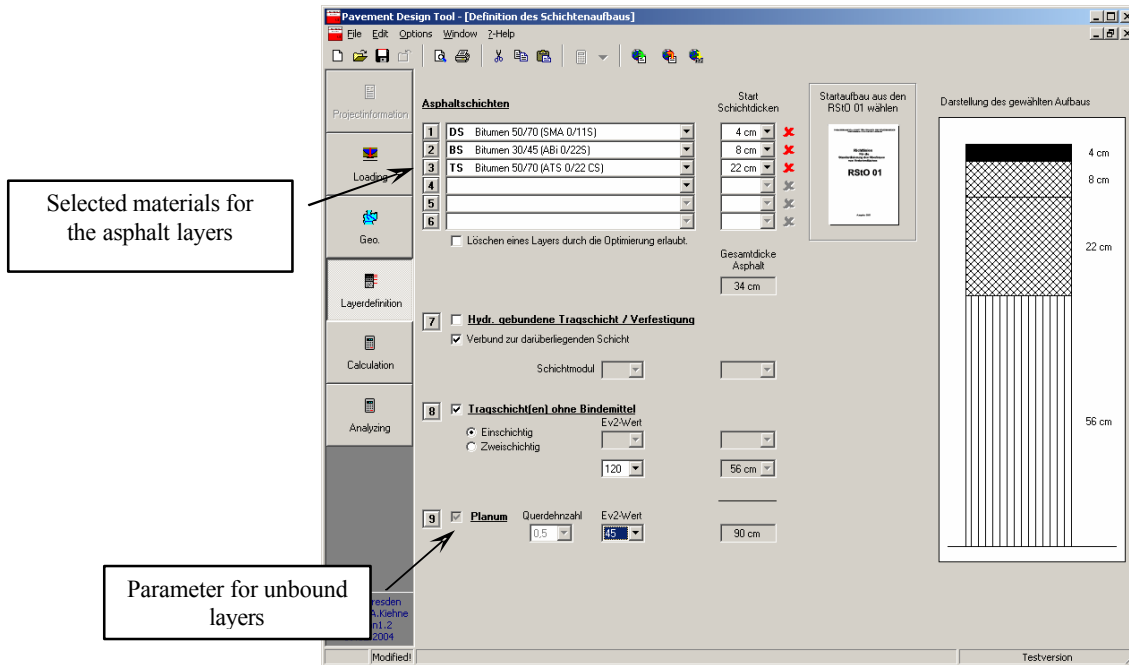 Pavement Design Tool - [Definition des Schichtenaufbaus]
File Edit Options Window ?-Help
Projectinformation
Loading
Geo.
Layerdefinition
Calculation
Analyzing
Asphaltschichten
Start
Schichtdicken
1 DS Bitumen 50/70 (SMA 0/11S) 4 cm
2 BS Bitumen 30/45 (ABi 0/22S) 8 cm
3 TS Bitumen 50/70 (ATS 0/22 CS) 22 cm
4
5
6
Löschen eines Layers durch die Optimierung erlaubt.
Gesamtdicke
Asphalt
34 cm
7 Hydr. gebundene Tragschicht / Verfestigung
Verbund zur darüberliegenden Schicht
Schichtmodul
8 Tragschicht(en) ohne Bindemittel
Ev2-Wert
Einschichtig
Zweischichtig
120 56 cm
9 Planum Querdehnzahl Ev2-Wert
0,5 45 90 cm
Startaufbau aus den
RStO 01 wählen
RStO 01
Darstellung des gewählten Aufbaus
4 cm
8 cm
22 cm
56 cm
Selected materials for
the asphalt layers
Parameter for unbound
layers
resden
A.Kiehne
n1.2
2004
Modified!
Testversion